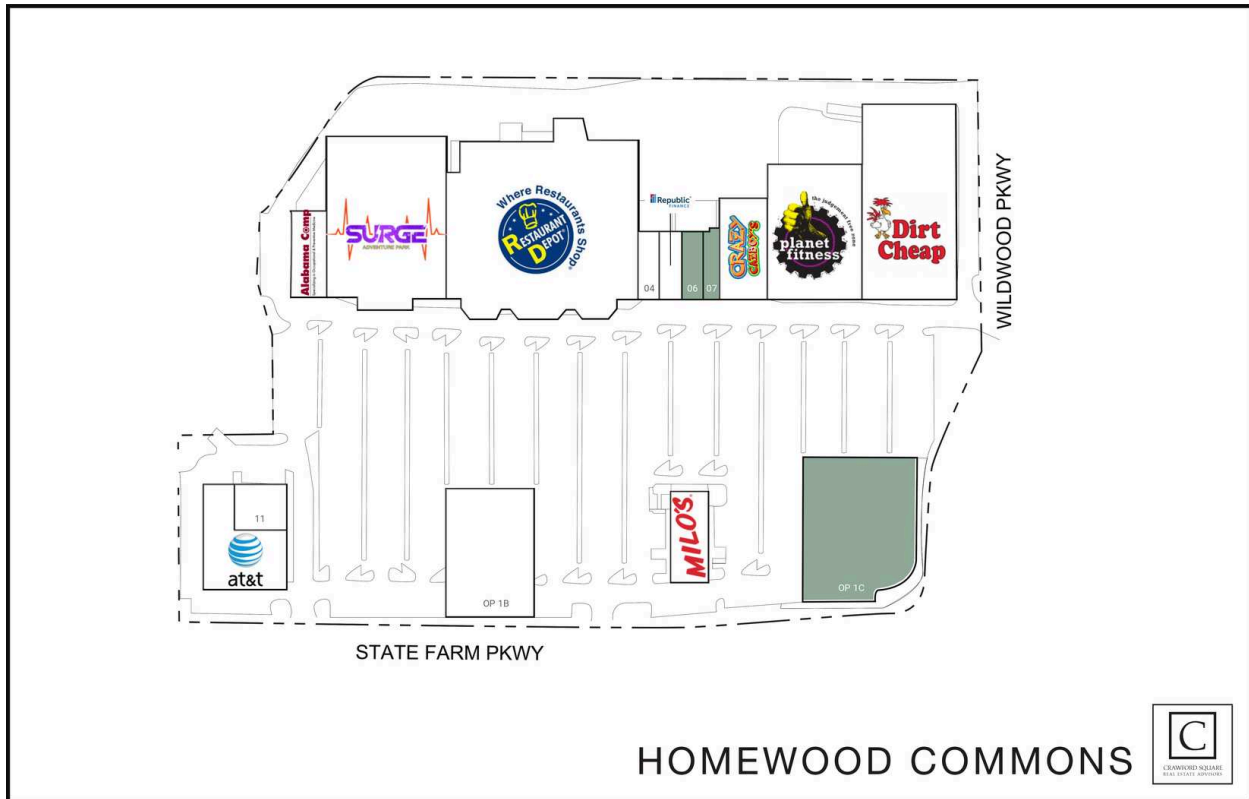 WILDWOOD PKWY
Alabama Comp
SURGE
ADVENTURE PARK
Where Restaurants Shop®
RESTAURANT
DEPOT®
Republic
FINANCE
04
06
07
CRAZY
CAZBOY'S
the judgement free zone
planet
fitness
Dirt
Cheap
11
at&t
OP 1B
MILO'S
OP 1C
STATE FARM PKWY
HOMEWOOD COMMONS
C
CRAWFORD SQUARE
REAL ESTATE ADVISORS